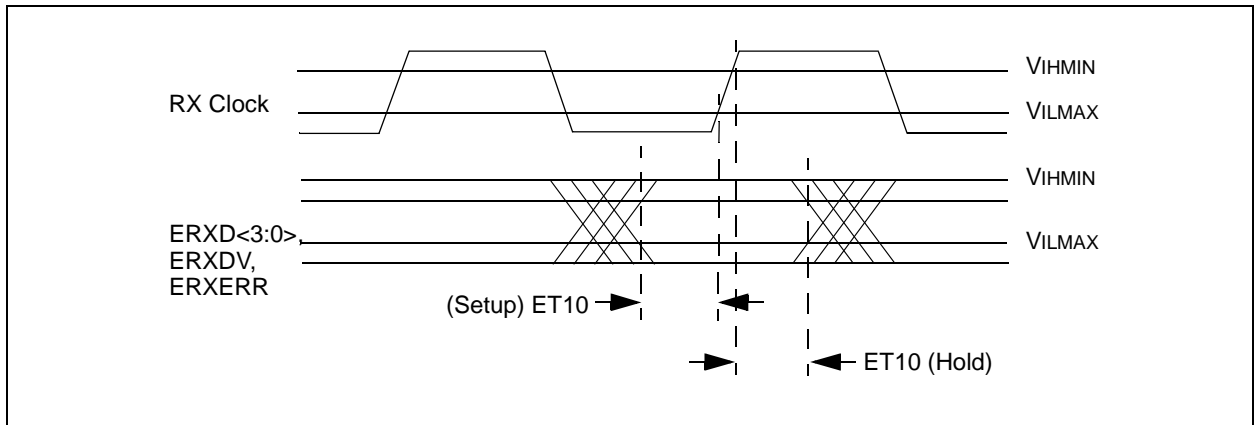 VIHMIN
RX Clock
VILMAX
VIHMIN
ERXD<3:0>,
ERXDV,
ERXERR
VILMAX
(Setup) ET10
ET10 (Hold)